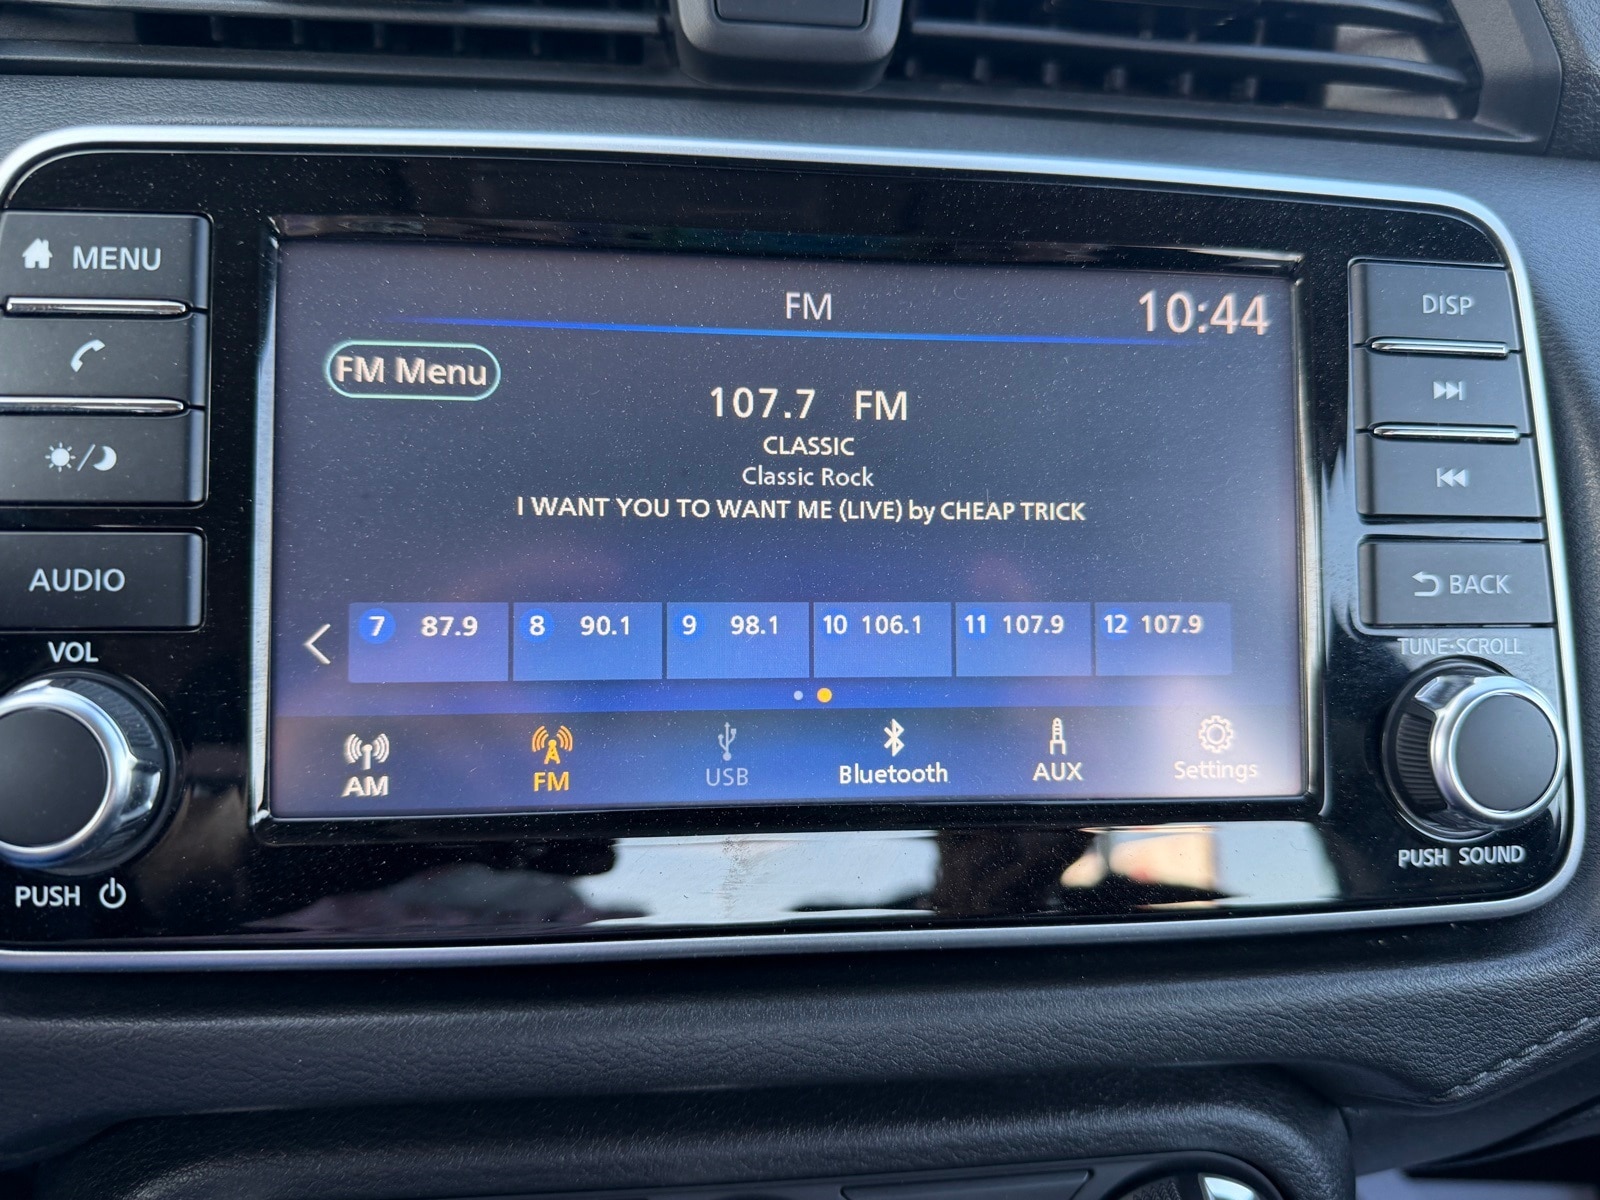 MENU
AUDIO
VOL
PUSH
FM
10:44
FM Menu
107.7 FM
CLASSIC
Classic Rock
I WANT YOU TO WANT ME (LIVE) by CHEAP TRICK
7 87.9
8 90.1
9 98.1
10 106.1
11 107.9
12 107.9
AM
FM
USB
Bluetooth
AUX
Settings
DISP
BACK
TUNE·SCROLL
PUSH SOUND